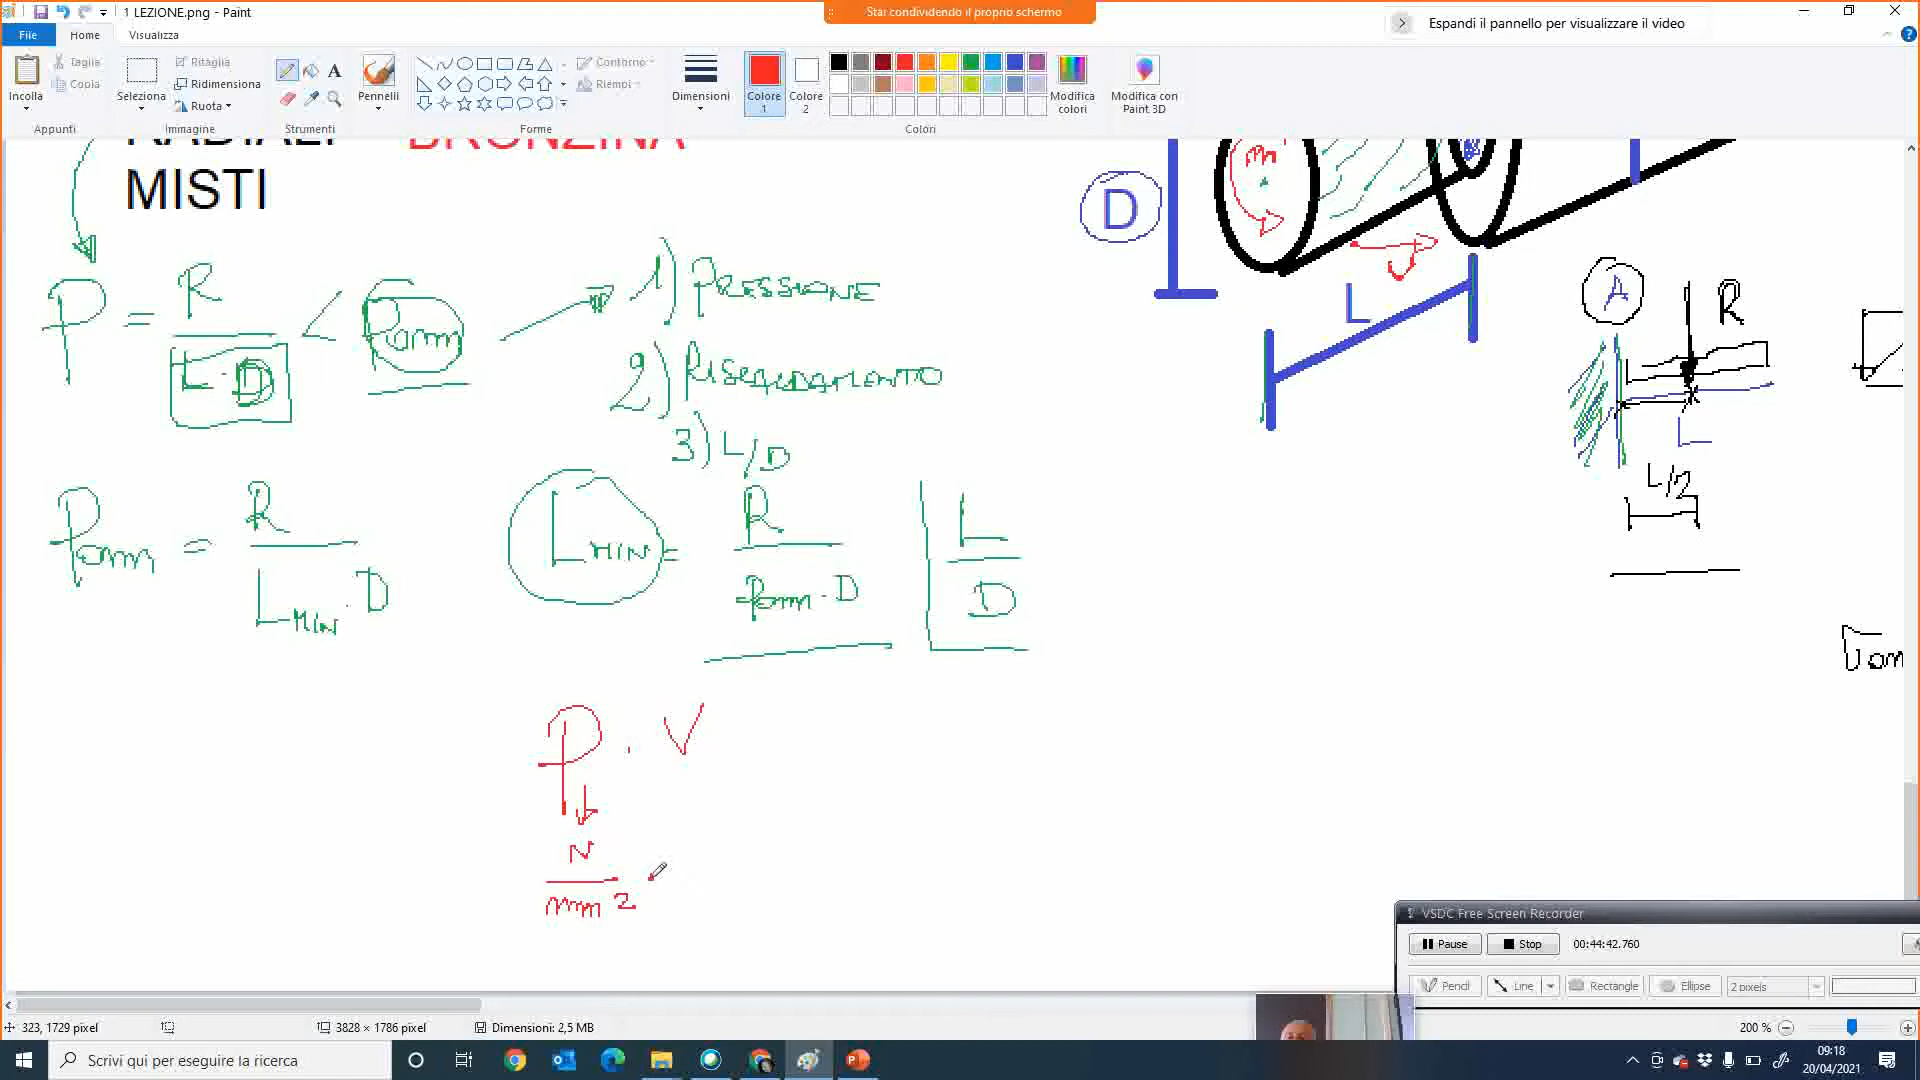 1 LEZIONE.png - Paint
Stai condividendo il proprio schermo
Espandi il pannello per visualizzare il video
File
Home
Visualizza
Incolla
Taglia
Copia
Appunti
Seleziona
Ritaglia
Ridimensiona
Ruota
Immagine
A
Strumenti
Pennelli
Contorno
Riempi
Forme
Dimensioni
Colore 1
Colore 2
Modifica colori
Modifica con Paint 3D
Colori
RADIALI BRONZINA
MISTI
D
L
P = R / L · D < Pamm
1) PRESSIONE
2) RISCALDAMENTO
3) L/D
A
R
L
L/2
Pamm = R / LMIN · D
LMIN = R / Pamm · D
L / D
P · V
N / mm2
VSDC Free Screen Recorder
Pause
Stop
00:44:42.760
Pencil
Line
Rectangle
Ellipse
2 pixels
323, 1729 pixel
3828 × 1786 pixel
Dimensioni: 2,5 MB
200 %
Scrivi qui per eseguire la ricerca
09:18
20/04/2021